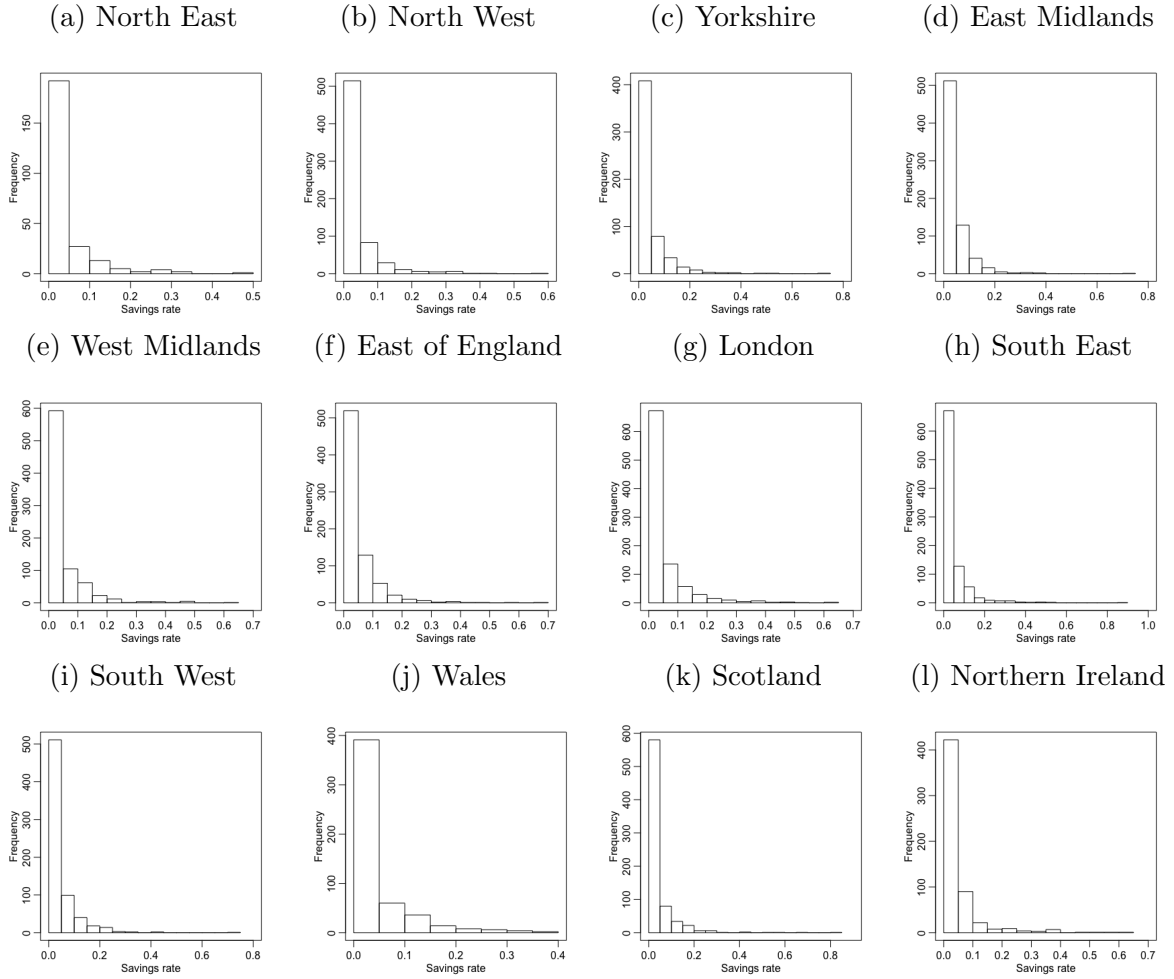 (a) North East
Frequency
0 50 100 150
0.0 0.1 0.2 0.3 0.4 0.5
Savings rate
(b) North West
Frequency
0 100 200 300 400 500
0.0 0.1 0.2 0.3 0.4 0.5 0.6
Savings rate
(c) Yorkshire
Frequency
0 100 200 300 400
0.0 0.2 0.4 0.6 0.8
Savings rate
(d) East Midlands
Frequency
0 100 200 300 400 500
0.0 0.2 0.4 0.6 0.8
Savings rate
(e) West Midlands
Frequency
0 100 200 300 400 500 600
0.0 0.1 0.2 0.3 0.4 0.5 0.6 0.7
Savings rate
(f) East of England
Frequency
0 100 200 300 400 500
0.0 0.1 0.2 0.3 0.4 0.5 0.6 0.7
Savings rate
(g) London
Frequency
0 100 200 300 400 500 600
0.0 0.1 0.2 0.3 0.4 0.5 0.6 0.7
Savings rate
(h) South East
Frequency
0 100 200 300 400 500 600
0.0 0.2 0.4 0.6 0.8 1.0
Savings rate
(i) South West
Frequency
0 100 200 300 400 500
0.0 0.2 0.4 0.6 0.8
Savings rate
(j) Wales
Frequency
0 100 200 300 400
0.0 0.1 0.2 0.3 0.4
Savings rate
(k) Scotland
Frequency
0 100 200 300 400 500 600
0.0 0.2 0.4 0.6 0.8
Savings rate
(l) Northern Ireland
Frequency
0 100 200 300 400
0.0 0.1 0.2 0.3 0.4 0.5 0.6 0.7
Savings rate